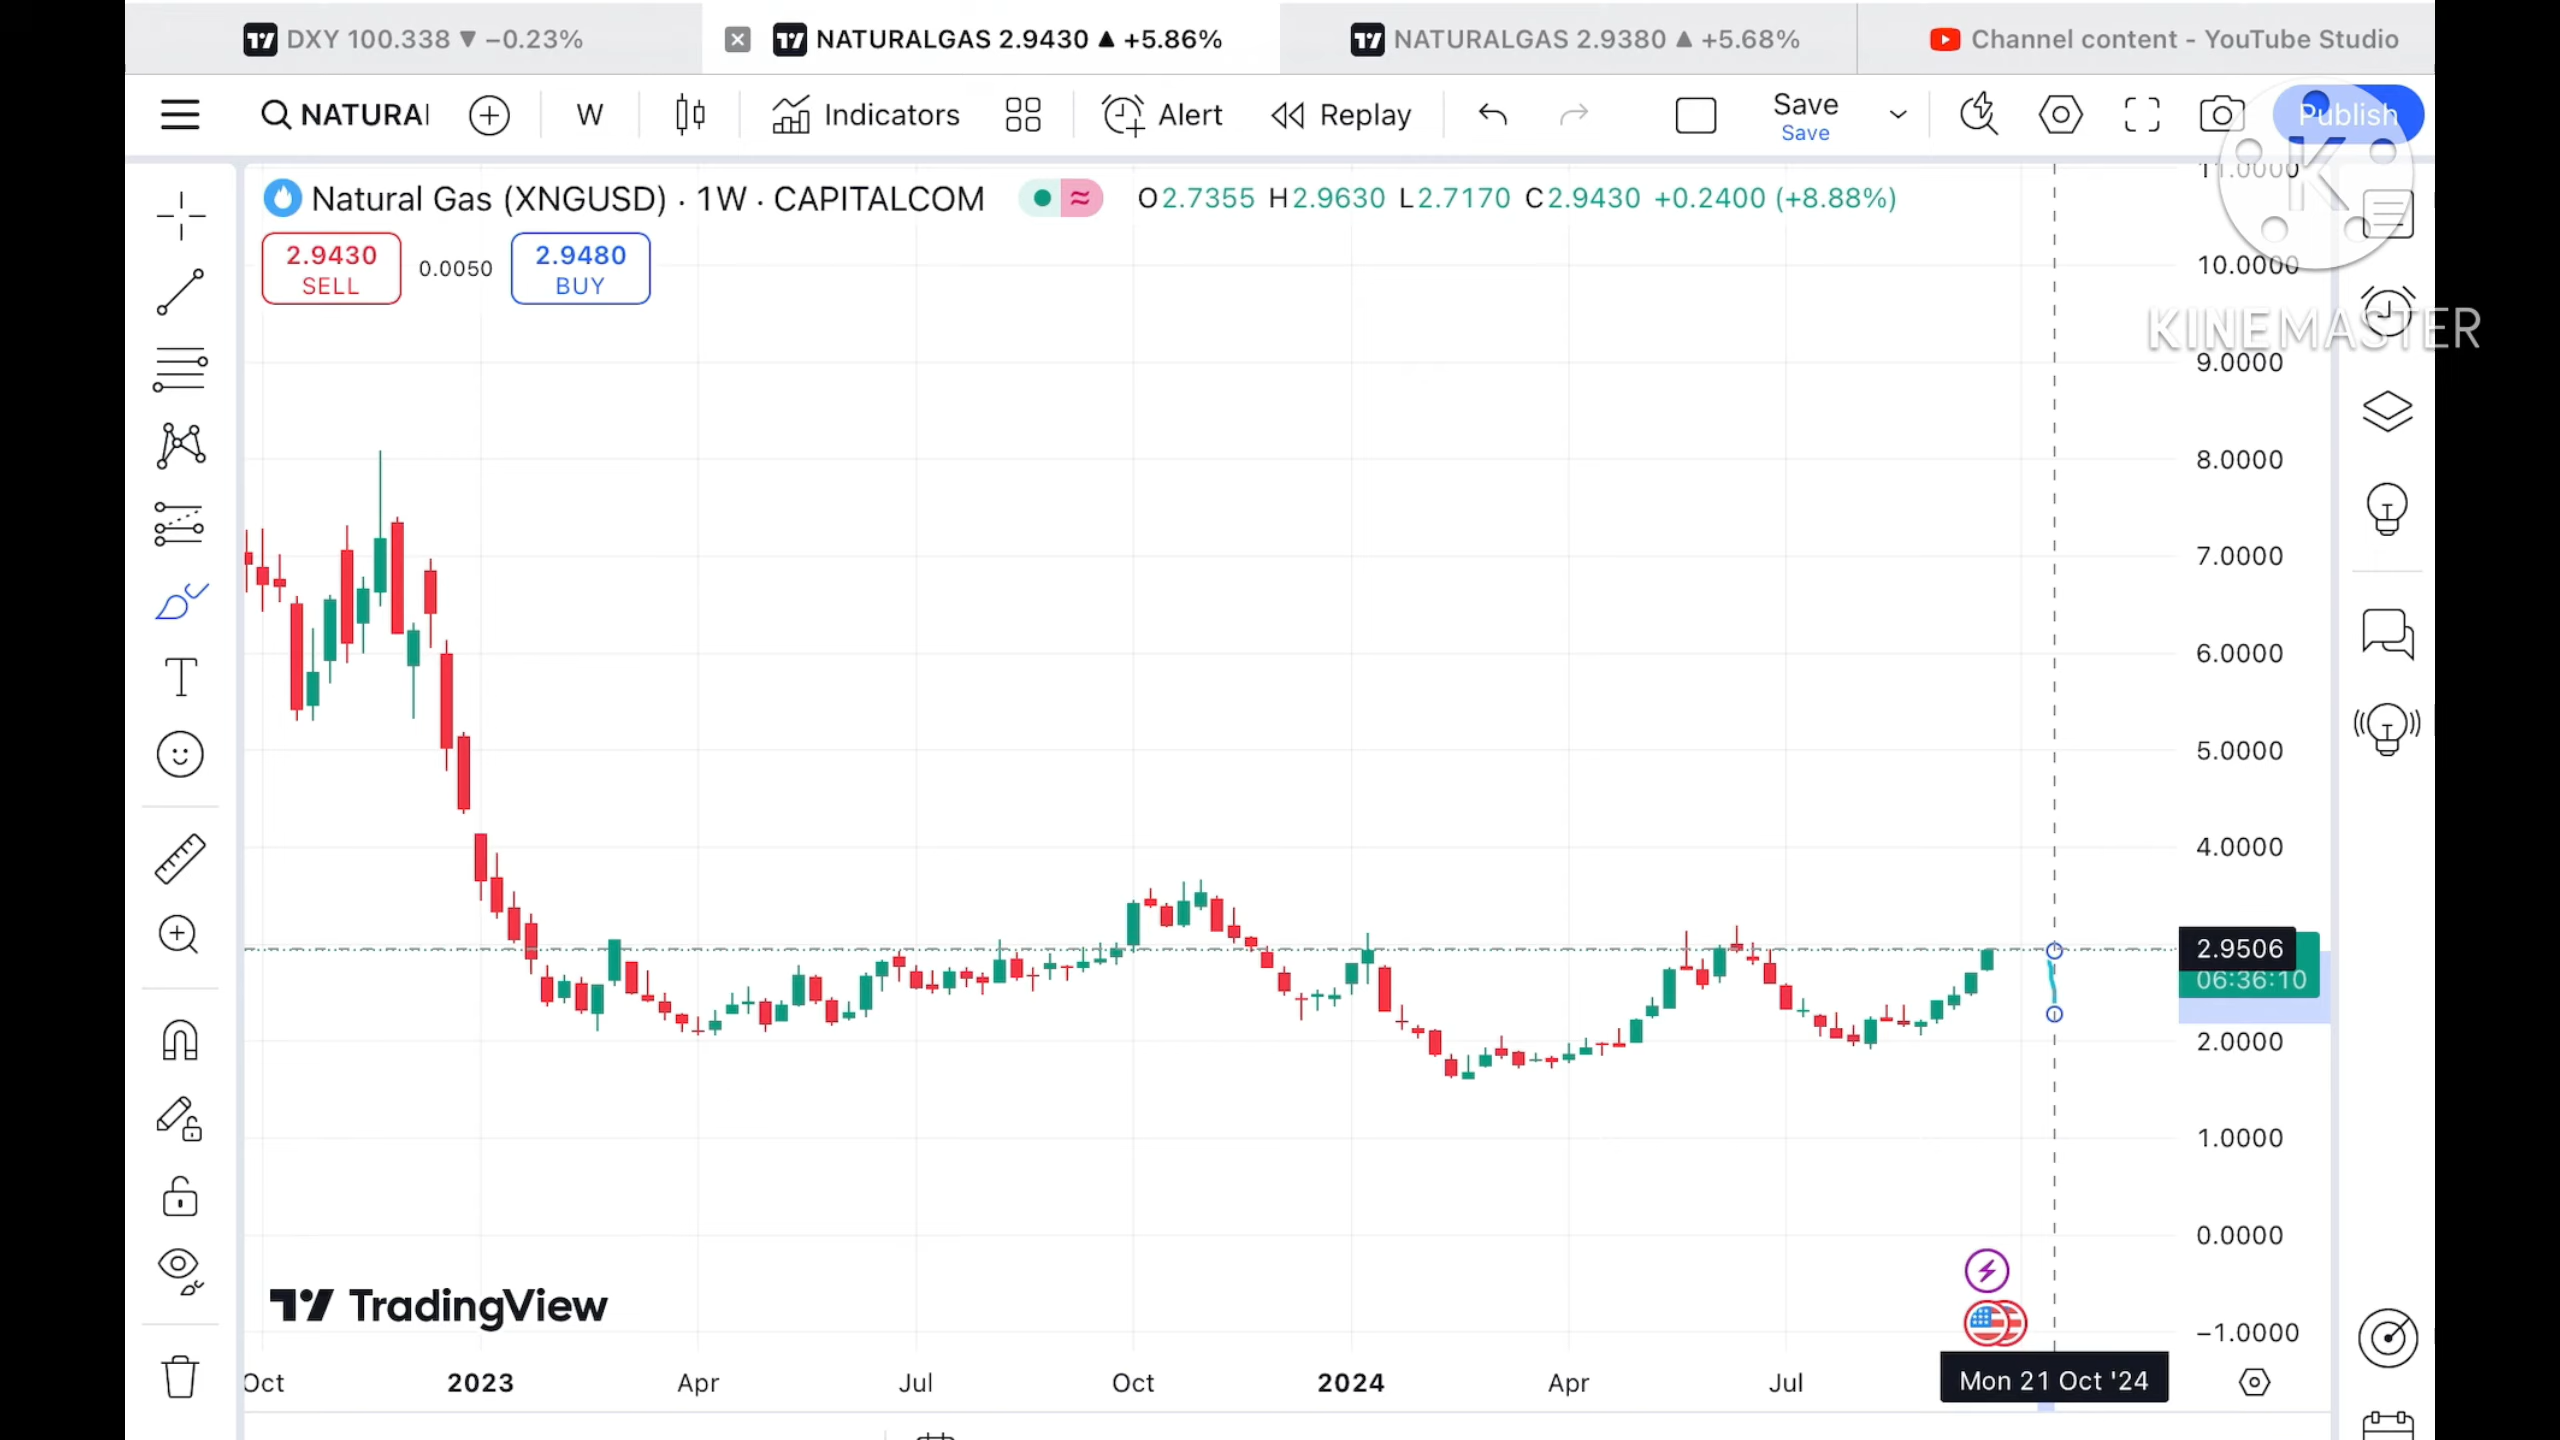 DXY 100.338 ▼ −0.23%
NATURALGAS 2.9430 ▲ +5.86%
NATURALGAS 2.9380 ▲ +5.68%
Channel content - YouTube Studio
NATURAl
W
Indicators
Alert
Replay
Save
Save
Publish
Natural Gas (XNGUSD) · 1W · CAPITALCOM
O2.7355 H2.9630 L2.7170 C2.9430 +0.2400 (+8.88%)
2.9430
SELL
0.0050
2.9480
BUY
K
KINEMASTER
11.0000
10.0000
9.0000
8.0000
7.0000
6.0000
5.0000
4.0000
2.9506
06:36:10
2.0000
1.0000
0.0000
−1.0000
TradingView
Oct
2023
Apr
Jul
Oct
2024
Apr
Jul
Mon 21 Oct '24